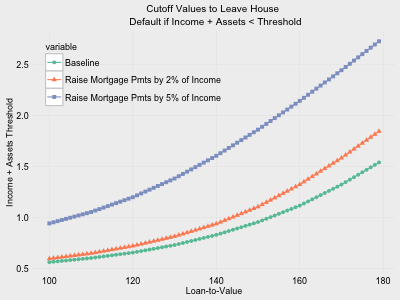 Cutoff Values to Leave House
Default if Income + Assets < Threshold
variable
Baseline
Raise Mortgage Pmts by 2% of Income
Raise Mortgage Pmts by 5% of Income
Income + Assets Threshold
2.5
2.0
1.5
1.0
0.5
100 120 140 160 180
Loan-to-Value